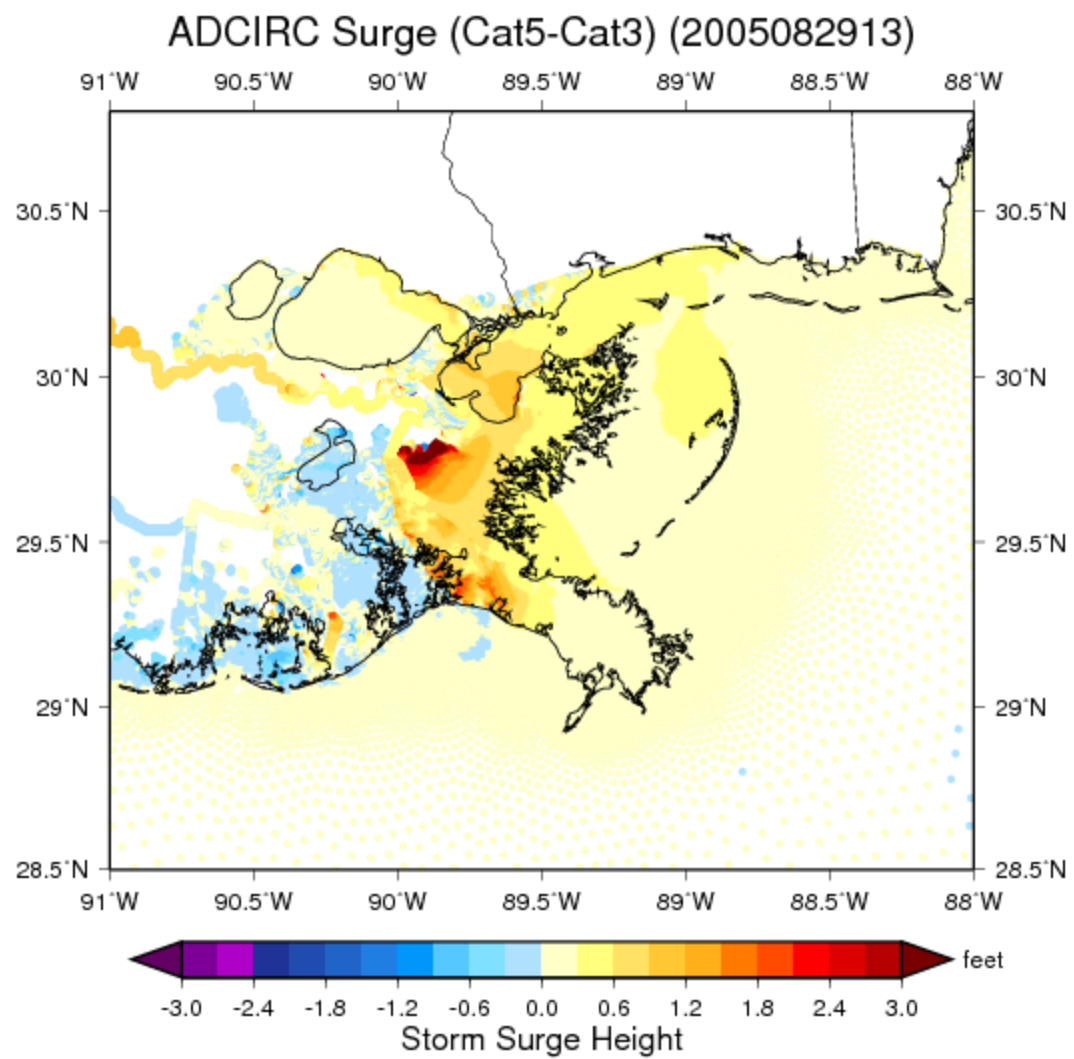 ADCIRC Surge (Cat5-Cat3) (2005082913)
91°W 90.5°W 90°W 89.5°W 89°W 88.5°W 88°W
30.5°N 30.5°N
30°N 30°N
29.5°N 29.5°N
29°N 29°N
28.5°N 28.5°N
91°W 90.5°W 90°W 89.5°W 89°W 88.5°W 88°W
feet
-3.0 -2.4 -1.8 -1.2 -0.6 0.0 0.6 1.2 1.8 2.4 3.0
Storm Surge Height